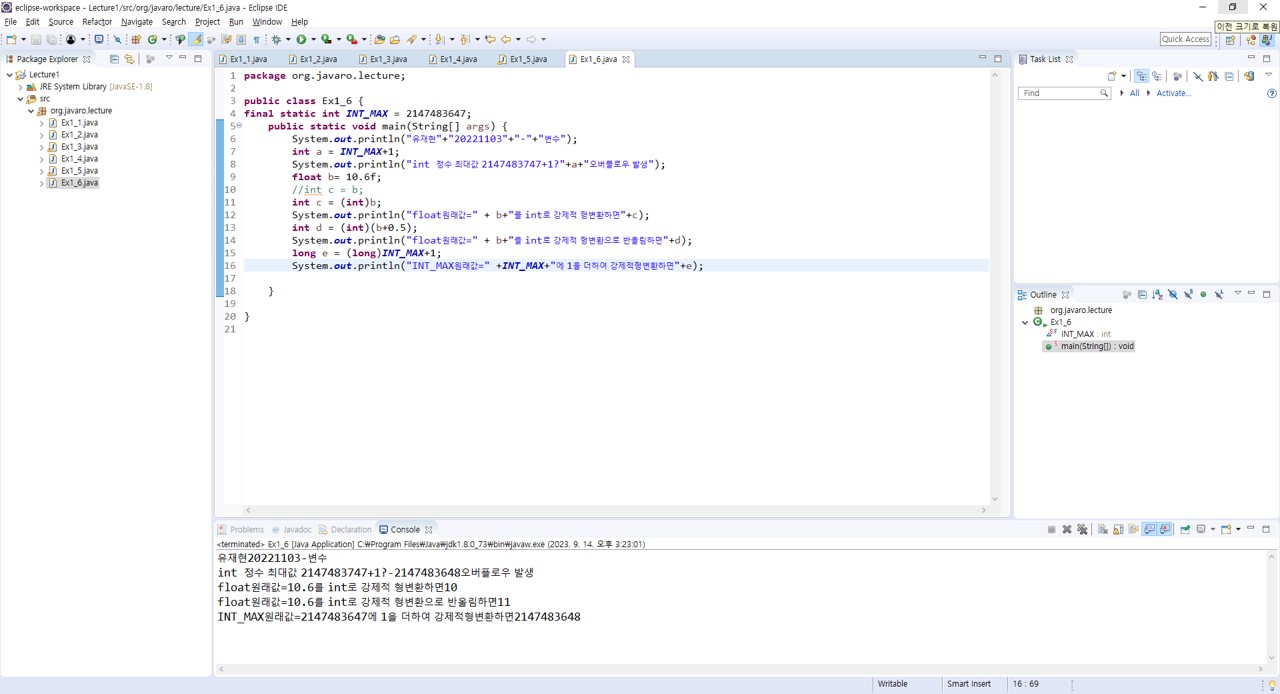 eclipse-workspace - Lecture1/src/org/javaro/lecture/Ex1_6.java - Eclipse IDE
File Edit Source Refactor Navigate Search Project Run Window Help
이전 크기로 복원
Quick Access
Package Explorer
Lecture1
JRE System Library [JavaSE-1.8]
src
org.javaro.lecture
Ex1_1.java
Ex1_2.java
Ex1_3.java
Ex1_4.java
Ex1_5.java
Ex1_6.java
Ex1_1.java Ex1_2.java Ex1_3.java Ex1_4.java Ex1_5.java Ex1_6.java
1 package org.javaro.lecture;
2
3 public class Ex1_6 {
4 final static int INT_MAX = 2147483647;
5 public static void main(String[] args) {
6 System.out.println("유재현"+"20221103"+"-"+"변수");
7 int a = INT_MAX+1;
8 System.out.println("int 정수 최대값 2147483747+1?"+a+"오버플로우 발생");
9 float b= 10.6f;
10 //int c = b;
11 int c = (int)b;
12 System.out.println("float원래값=" + b+"를 int로 강제적 형변환하면"+c);
13 int d = (int)(b+0.5);
14 System.out.println("float원래값=" + b+"를 int로 강제적 형변환으로 반올림하면"+d);
15 long e = (long)INT_MAX+1;
16 System.out.println("INT_MAX원래값=" +INT_MAX+"에 1을 더하여 강제적형변환하면"+e);
17
18 }
19
20 }
21
Task List
Find All Activate...
Outline
org.javaro.lecture
Ex1_6
INT_MAX : int
main(String[]) : void
Problems Javadoc Declaration Console
<terminated> Ex1_6 [Java Application] C:₩Program Files₩Java₩jdk1.8.0_73₩bin₩javaw.exe (2023. 9. 14. 오후 3:23:01)
유재현20221103-변수
int 정수 최대값 2147483747+1?-2147483648오버플로우 발생
float원래값=10.6를 int로 강제적 형변환하면10
float원래값=10.6를 int로 강제적 형변환으로 반올림하면11
INT_MAX원래값=2147483647에 1을 더하여 강제적형변환하면2147483648
Writable Smart Insert 16 : 69